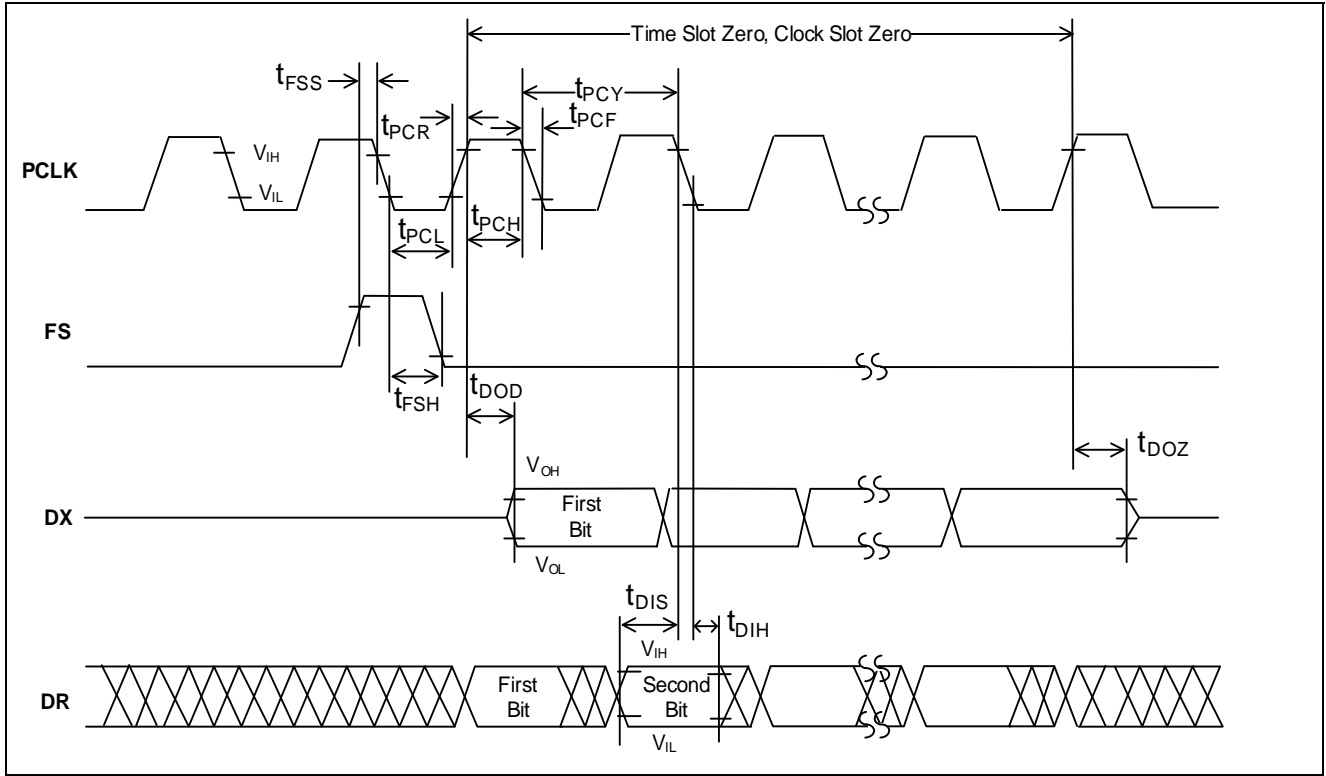 Time Slot Zero, Clock Slot Zero
tFSS
tPCY
tPCR
tPCF
PCLK
VIH
VIL
tPCL
tPCH
FS
tFSH
tDOD
tDOZ
VOH
DX
First
Bit
VOL
tDIS
tDIH
VIH
DR
First
Bit
Second
Bit
VIL